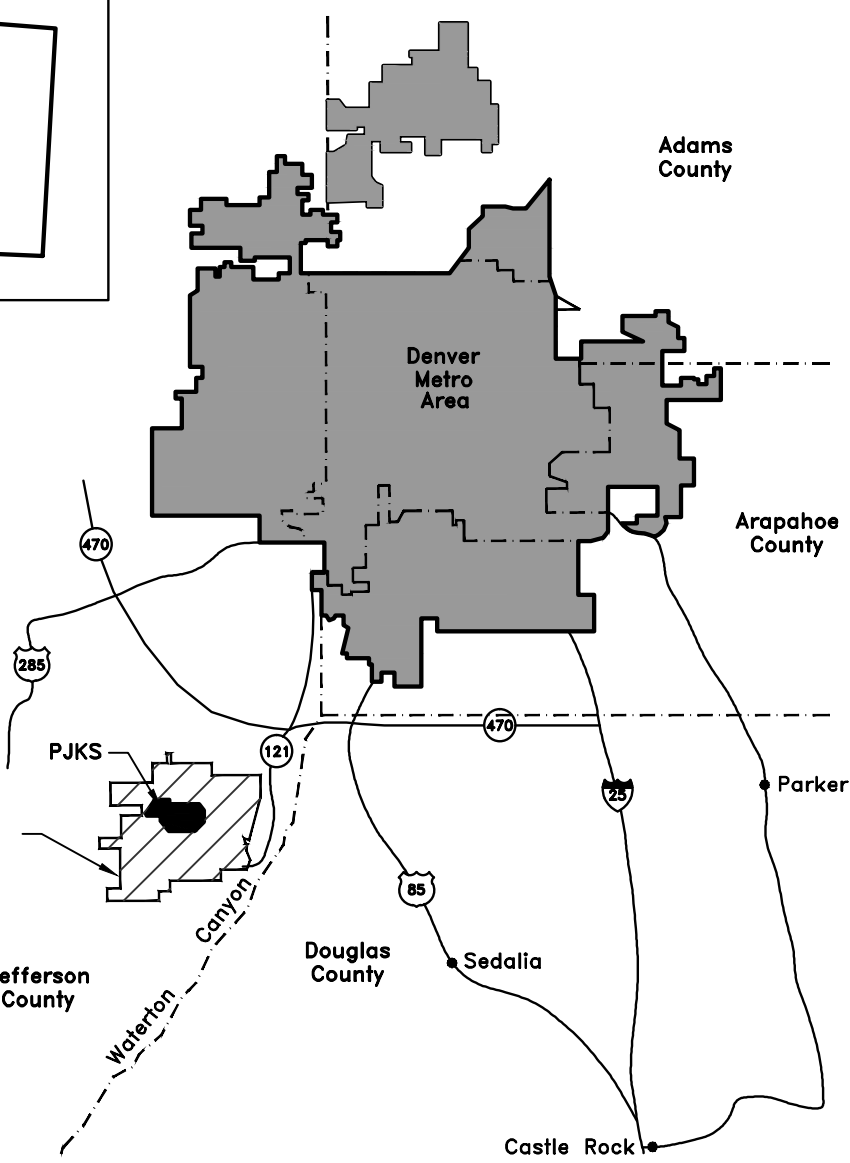 Adams
County
Denver
Metro
Area
Arapahoe
County
470
285
470
PJKS
121
25
Parker
85
Canyon
Douglas
County
Sedalia
efferson
County
Waterton
Castle Rock